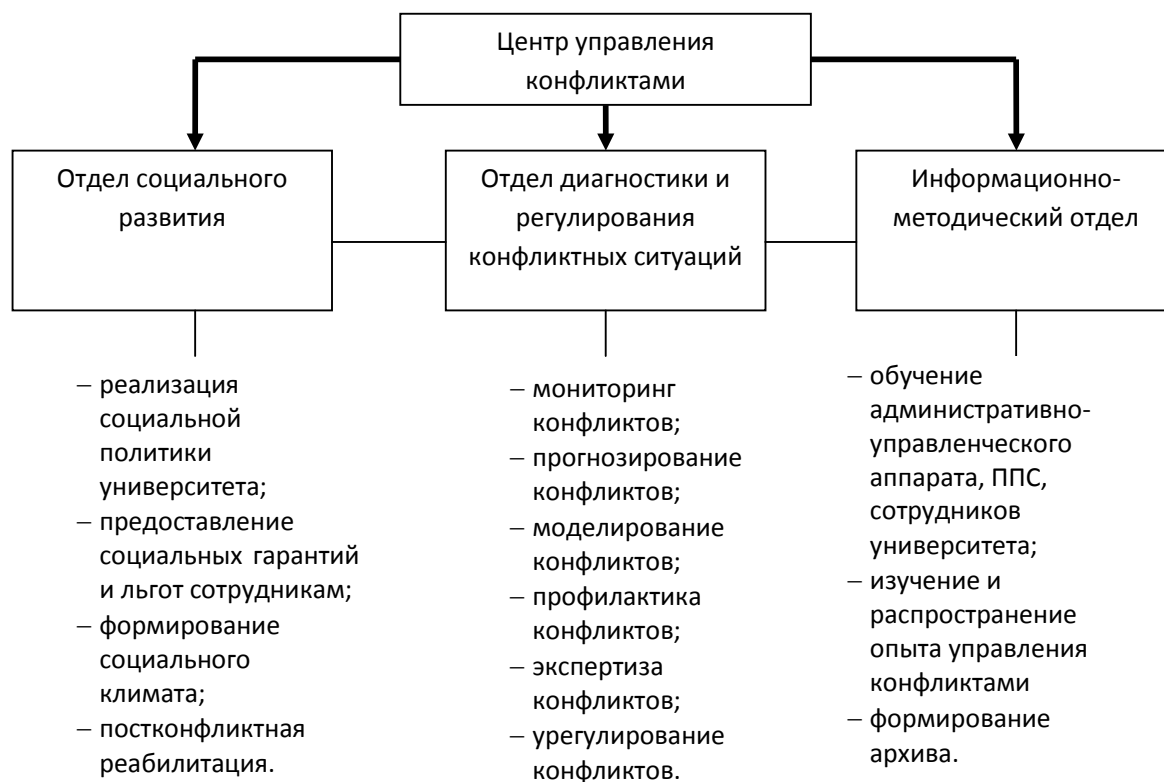 Центр управления
конфликтами
Отдел социального
развития
Отдел диагностики и
регулирования
конфликтных ситуаций
Информационно-
методический отдел
– реализация
социальной
политики
университета;
– предоставление
социальных гарантий
и льгот сотрудникам;
– формирование
социального
климата;
– постконфликтная
реабилитация.
– мониторинг
конфликтов;
– прогнозирование
конфликтов;
– моделирование
конфликтов;
– профилактика
конфликтов;
– экспертиза
конфликтов;
– урегулирование
конфликтов.
– обучение
административно-
управленческого
аппарата, ППС,
сотрудников
университета;
– изучение и
распространение
опыта управления
конфликтами
– формирование
архива.